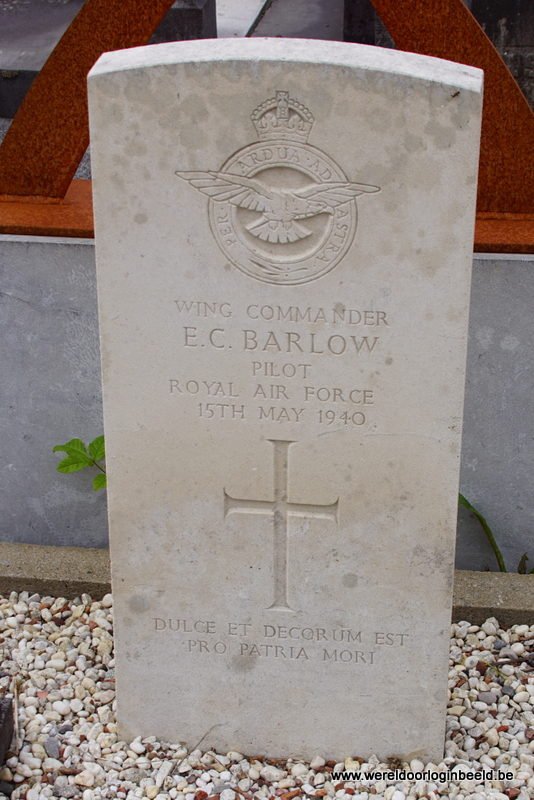 PER ARDUA AD ASTRA
WING COMMANDER
E.C. BARLOW
PILOT
ROYAL AIR FORCE
15TH MAY 1940
DULCE ET DECORUM EST
PRO PATRIA MORI
www.wereldoorloginbeeld.be